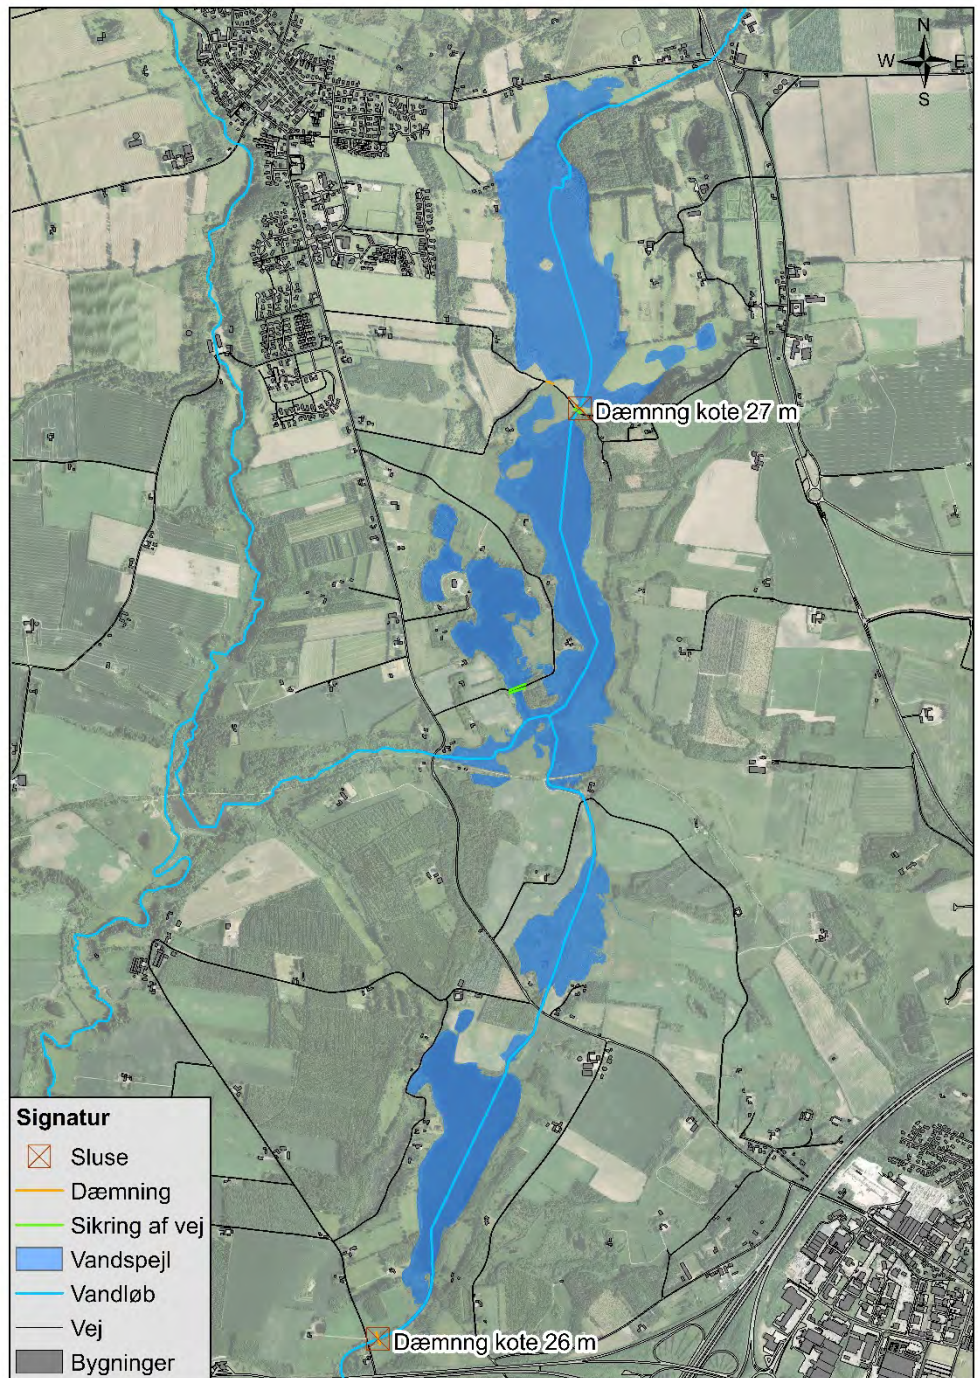 N
W E
S
Dæmnng kote 27 m
Dæmnng kote 26 m
Signatur
Sluse
Dæmning
Sikring af vej
Vandspejl
Vandløb
Vej
Bygninger